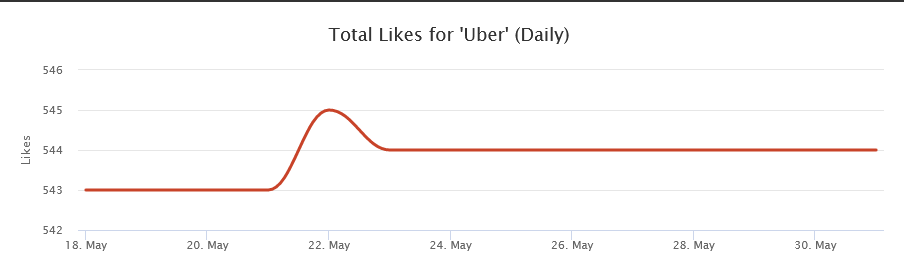 Total Likes for 'Uber' (Daily)
546
545
544
543
542
Likes
18. May 20. May 22. May 24. May 26. May 28. May 30. May